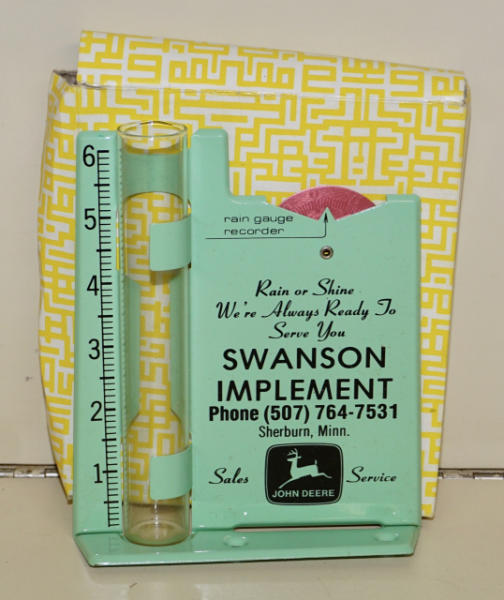 6
5
4
3
2
1
rain gauge
recorder
Rain or Shine
We're Always Ready To
Serve You
SWANSON
IMPLEMENT
Phone (507) 764-7531
Sherburn, Minn.
Sales
JOHN DEERE
Service